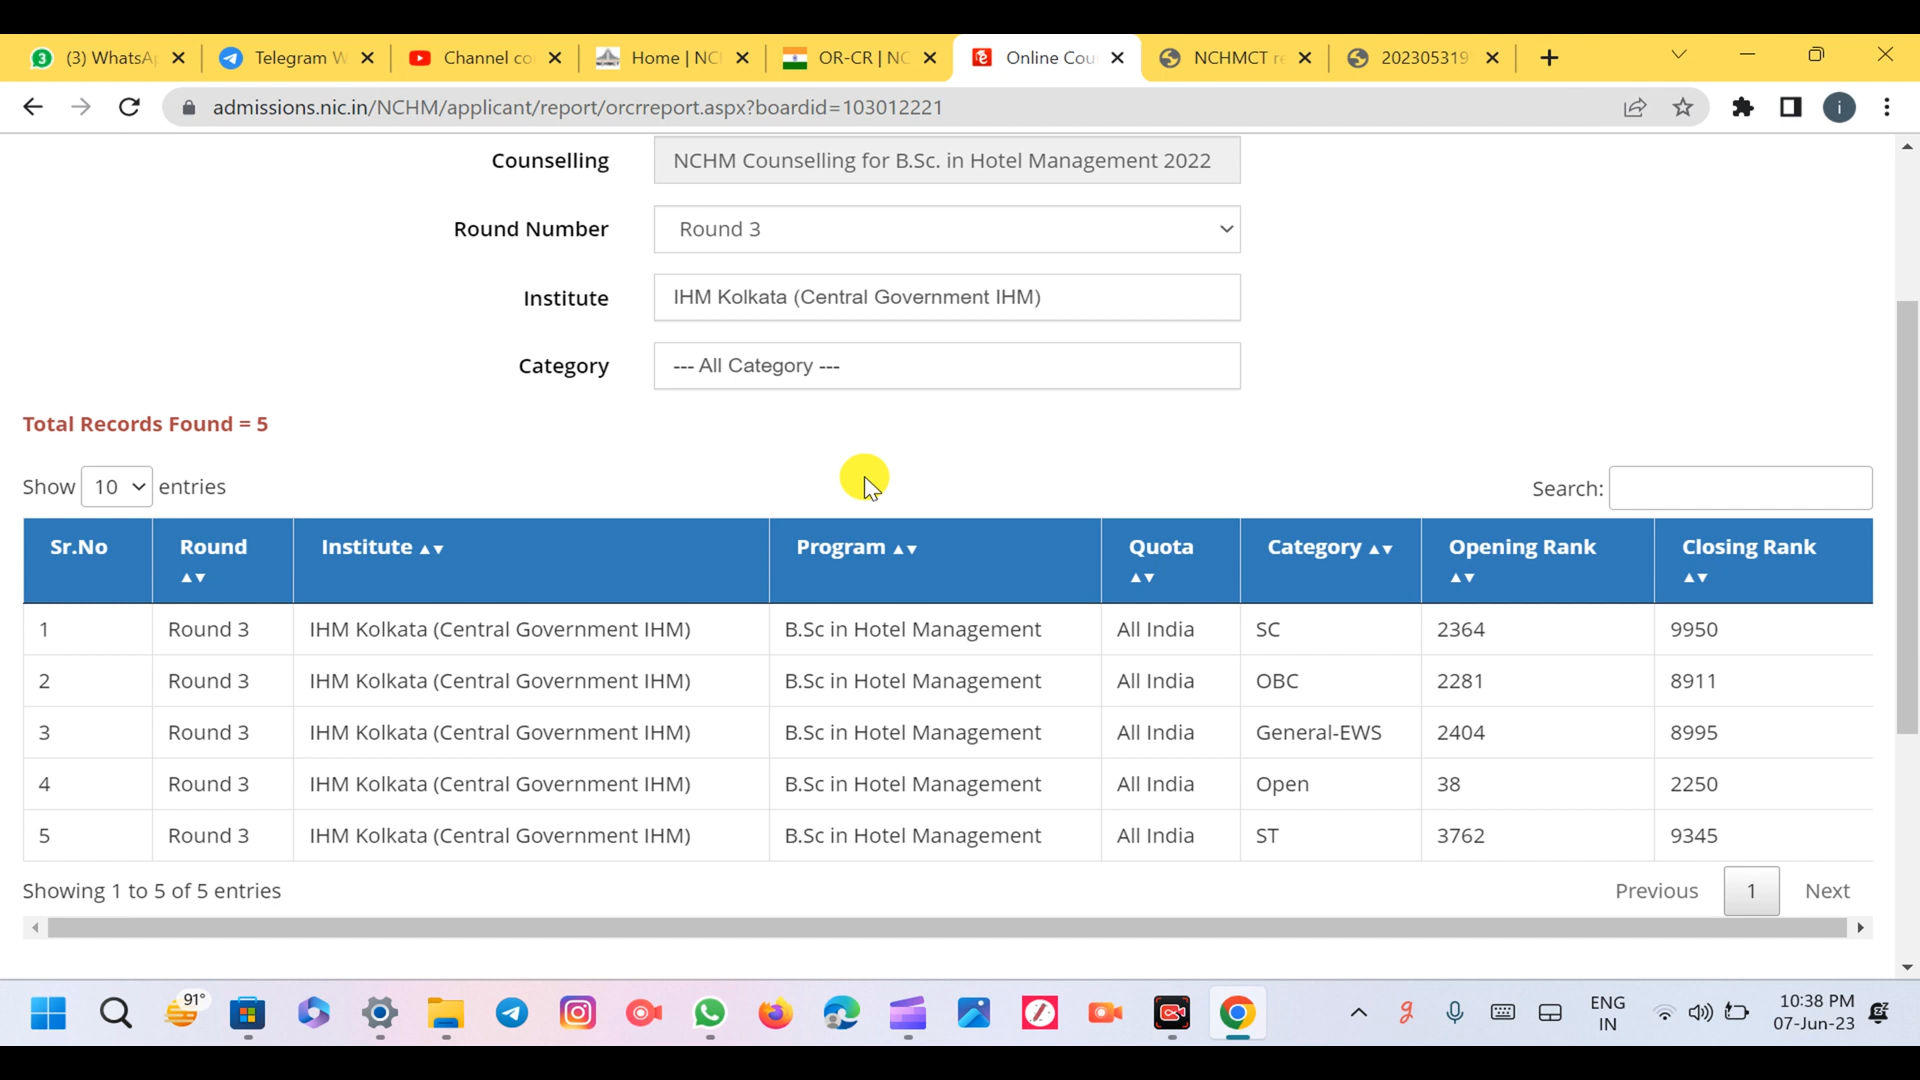 (3) WhatsAp
Telegram W
Channel co
Home | NC
OR-CR | NC
Online Cou
NCHMCT re
202305319
admissions.nic.in/NCHM/applicant/report/orcrreport.aspx?boardid=103012221
i
Counselling NCHM Counselling for B.Sc. in Hotel Management 2022
Round Number Round 3
Institute IHM Kolkata (Central Government IHM)
Category --- All Category ---
Total Records Found = 5
Show 10 entries Search:
Sr.No Round Institute Program Quota Category Opening Rank Closing Rank
1 Round 3 IHM Kolkata (Central Government IHM) B.Sc in Hotel Management All India SC 2364 9950
2 Round 3 IHM Kolkata (Central Government IHM) B.Sc in Hotel Management All India OBC 2281 8911
3 Round 3 IHM Kolkata (Central Government IHM) B.Sc in Hotel Management All India General-EWS 2404 8995
4 Round 3 IHM Kolkata (Central Government IHM) B.Sc in Hotel Management All India Open 38 2250
5 Round 3 IHM Kolkata (Central Government IHM) B.Sc in Hotel Management All India ST 3762 9345
Showing 1 to 5 of 5 entries Previous 1 Next
91°
ENG
IN
10:38 PM
07-Jun-23